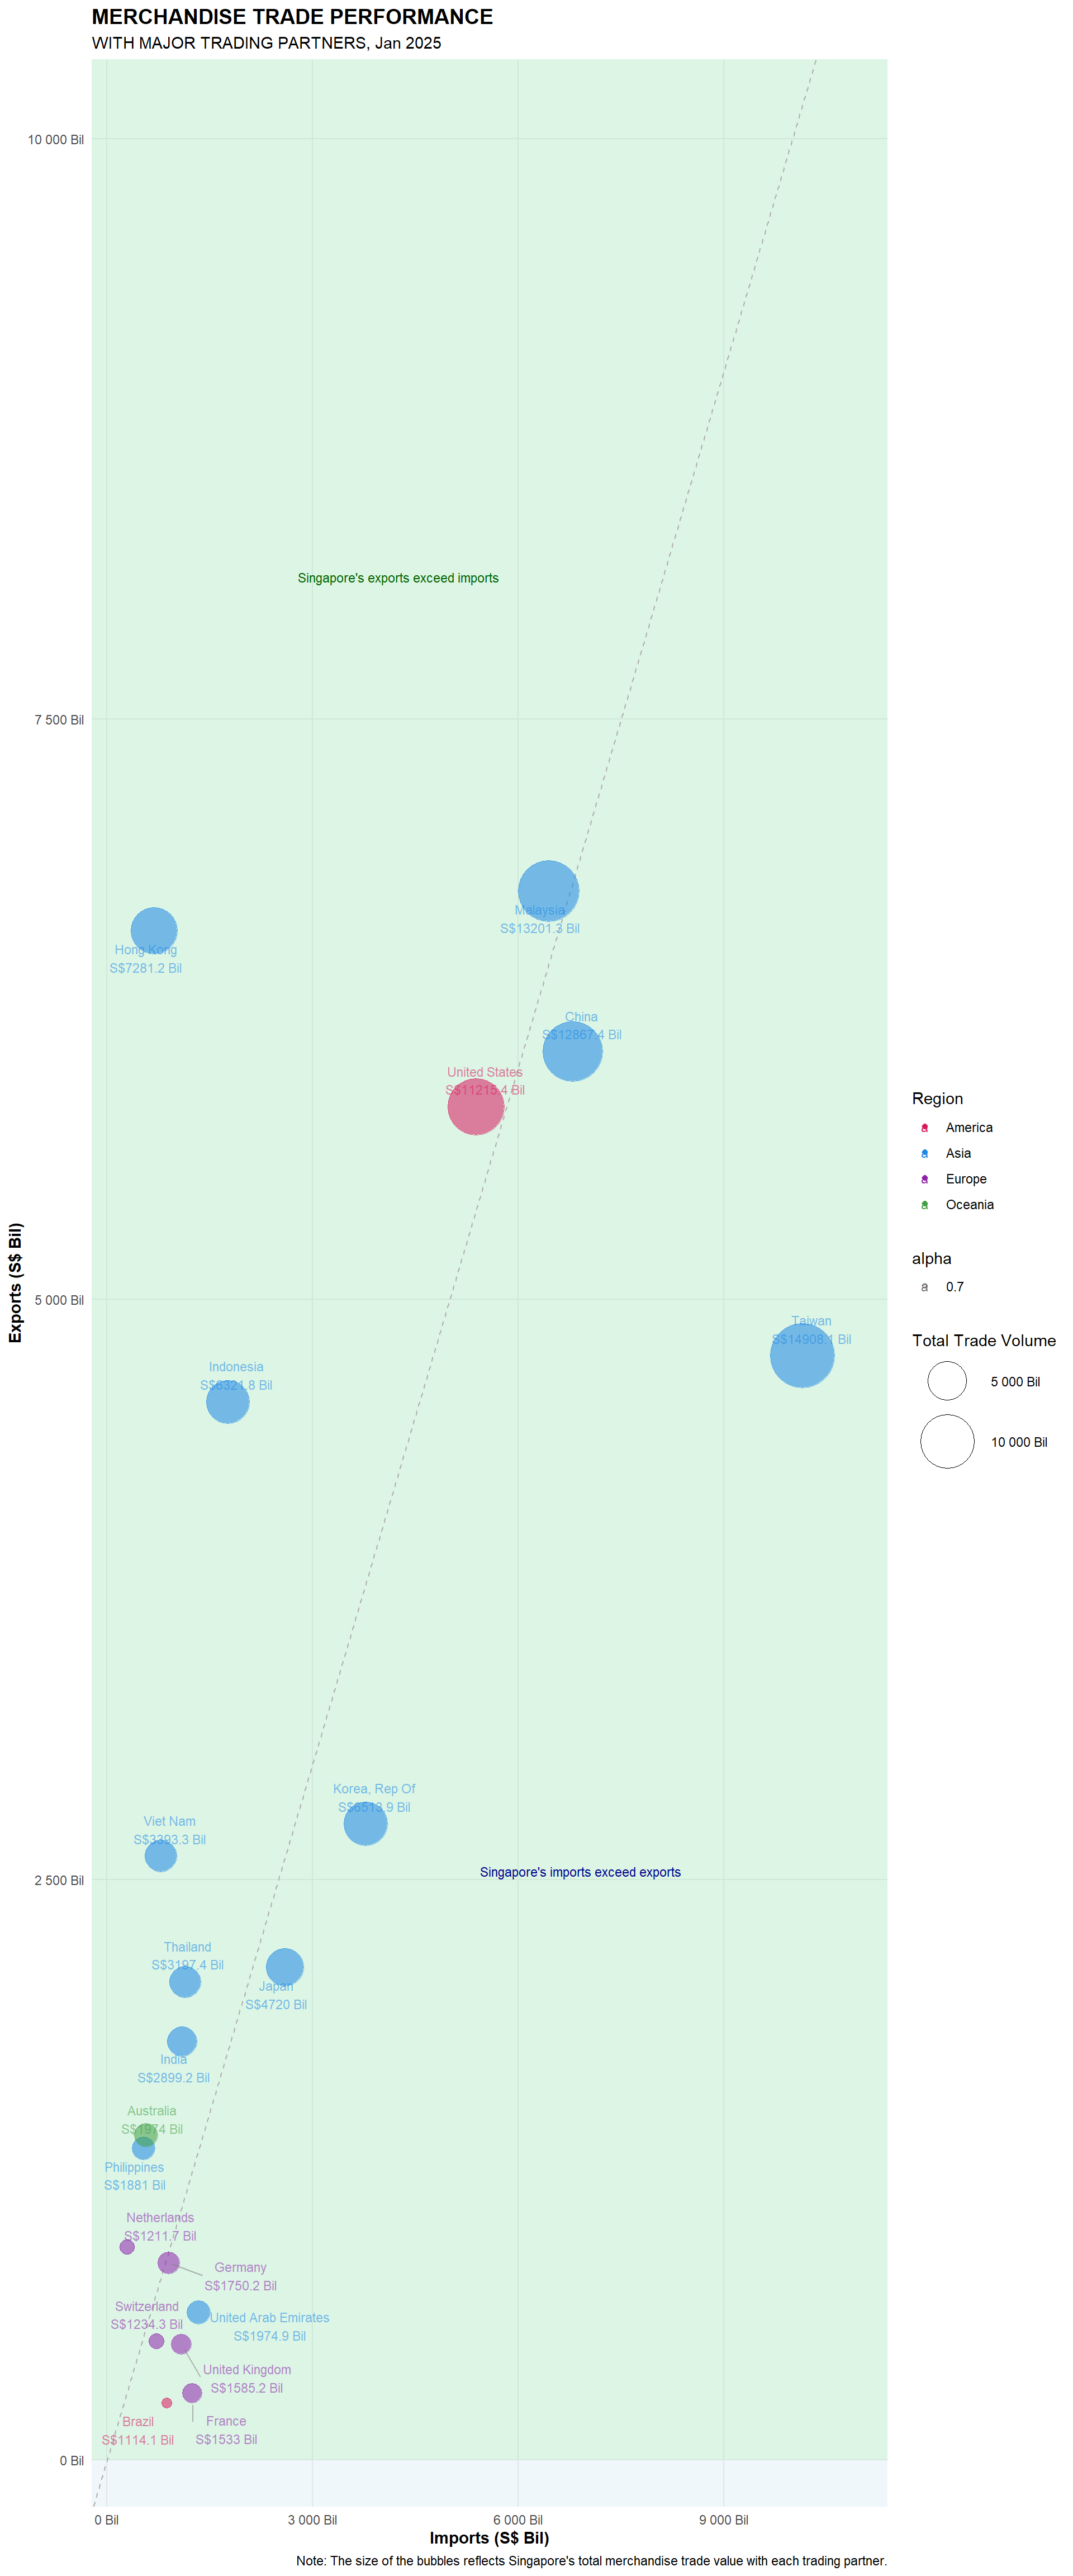 MERCHANDISE TRADE PERFORMANCE
WITH MAJOR TRADING PARTNERS, Jan 2025
10 000 Bil
Singapore's exports exceed imports
7 500 Bil
Malaysia
S$13201.3 Bil
Hong Kong
S$7281.2 Bil
China
S$12867.4 Bil
United States
S$11215.4 Bil
Region
a America
a Asia
a Europe
a Oceania
alpha
a 0.7
Total Trade Volume
5 000 Bil
10 000 Bil
Exports (S$ Bil)
5 000 Bil
Taiwan
S$14908.1 Bil
Indonesia
S$6321.8 Bil
Korea, Rep Of
S$6513.9 Bil
Viet Nam
S$3393.3 Bil
Singapore's imports exceed exports
2 500 Bil
Thailand
S$3197.4 Bil
Japan
S$4720 Bil
India
S$2899.2 Bil
Australia
S$1974 Bil
Philippines
S$1881 Bil
Netherlands
S$1211.7 Bil
Germany
S$1750.2 Bil
Switzerland
S$1234.3 Bil
United Arab Emirates
S$1974.9 Bil
United Kingdom
S$1585.2 Bil
Brazil
S$1114.1 Bil
France
S$1533 Bil
0 Bil
0 Bil 3 000 Bil 6 000 Bil 9 000 Bil
Imports (S$ Bil)
Note: The size of the bubbles reflects Singapore's total merchandise trade value with each trading partner.